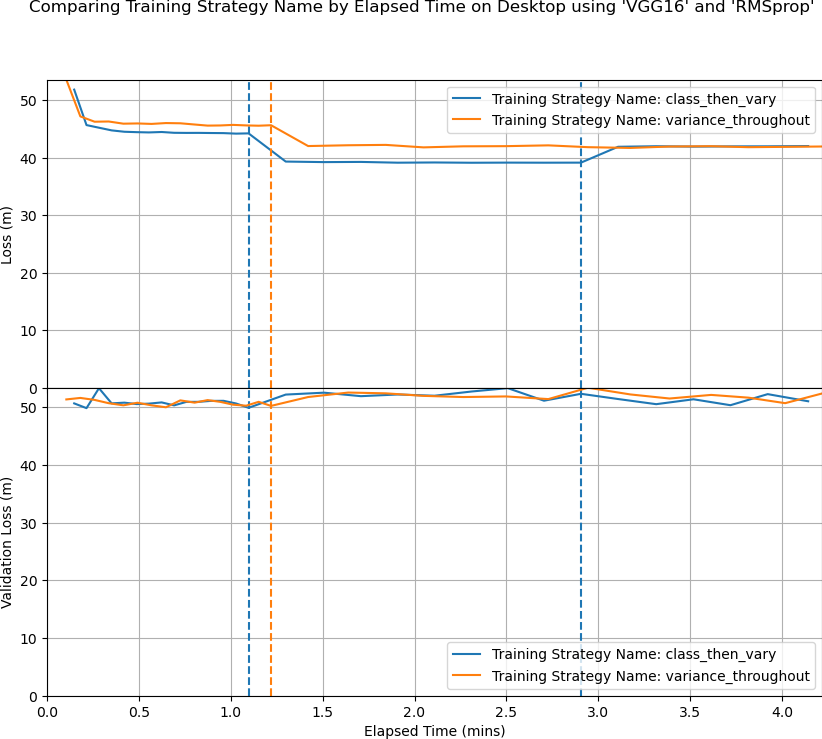 Comparing Training Strategy Name by Elapsed Time on Desktop using 'VGG16' and 'RMSprop'
50
40
30
20
10
0
Loss (m)
Training Strategy Name: class_then_vary
Training Strategy Name: variance_throughout
50
40
30
20
10
0
Validation Loss (m)
Training Strategy Name: class_then_vary
Training Strategy Name: variance_throughout
0.0 0.5 1.0 1.5 2.0 2.5 3.0 3.5 4.0
Elapsed Time (mins)